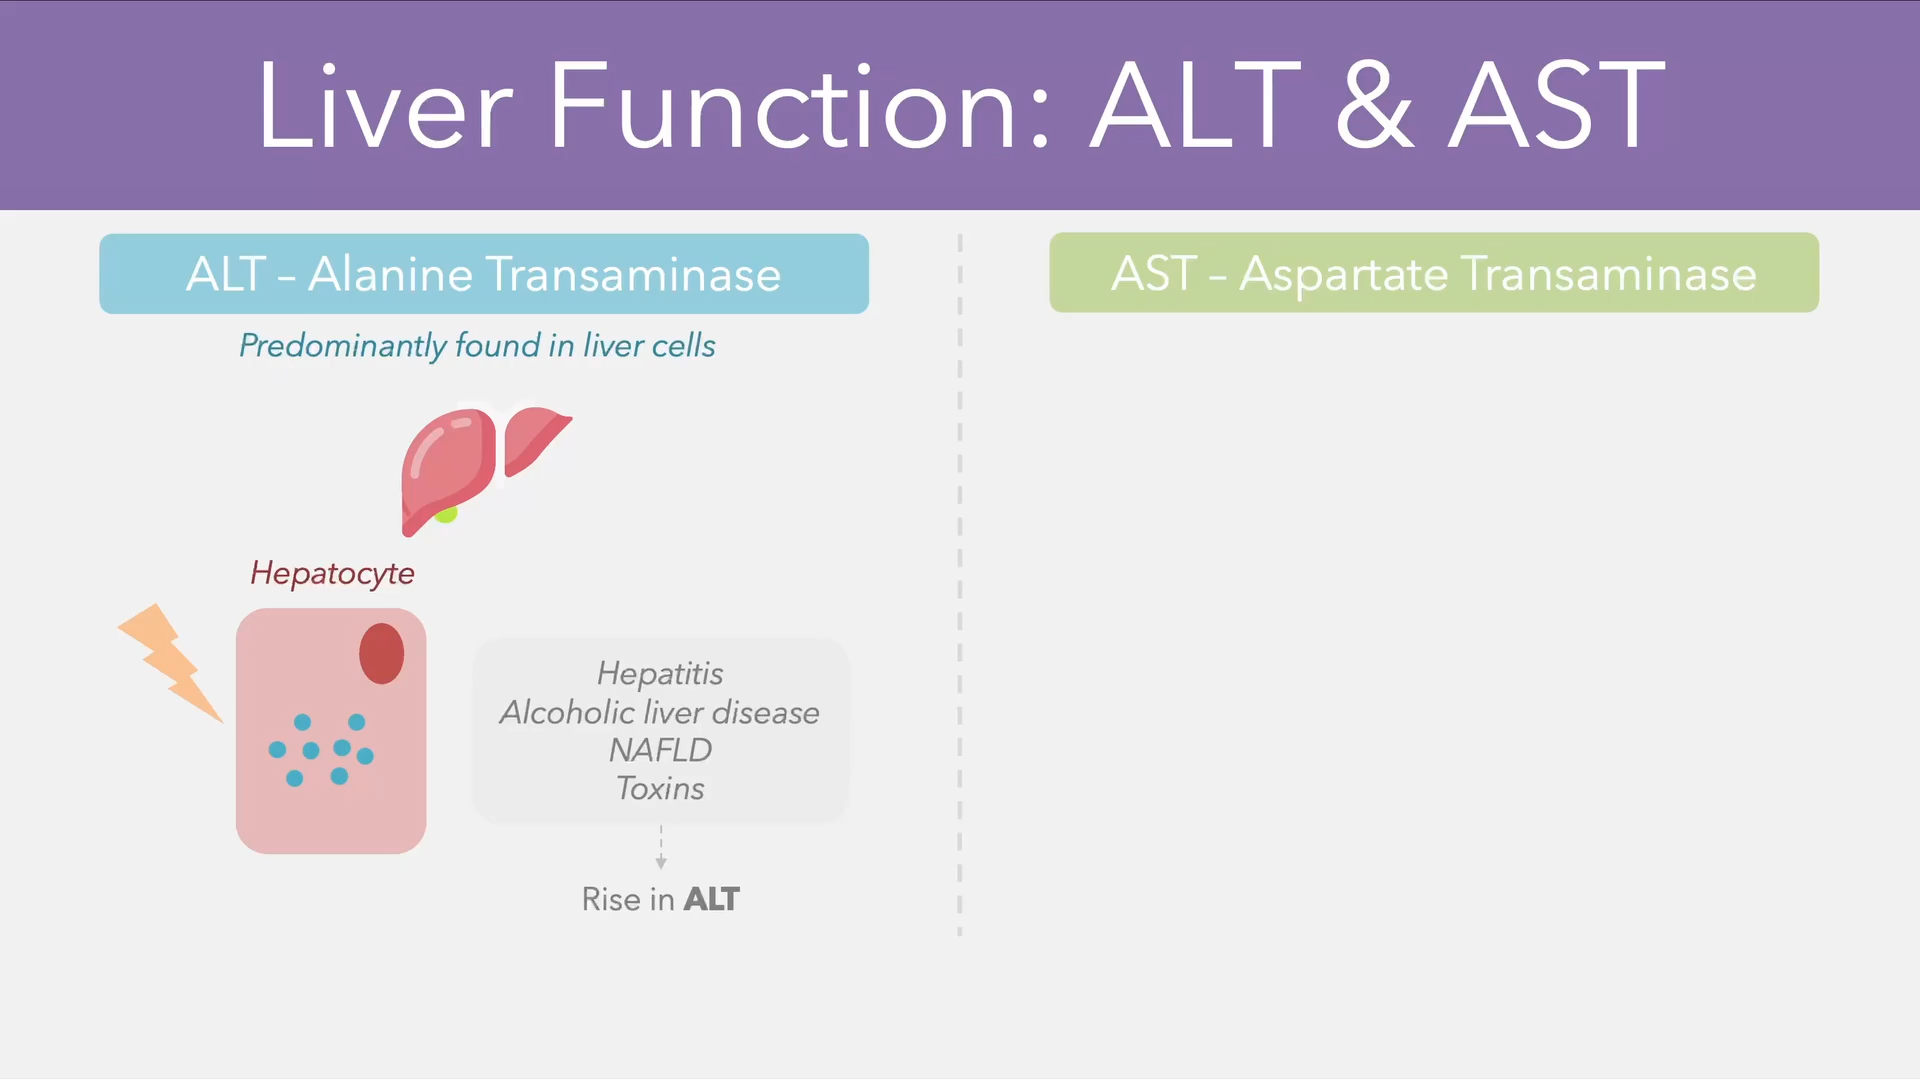 Liver Function: ALT & AST
ALT – Alanine Transaminase
Predominantly found in liver cells
Hepatocyte
Hepatitis
Alcoholic liver disease
NAFLD
Toxins
Rise in ALT
AST – Aspartate Transaminase